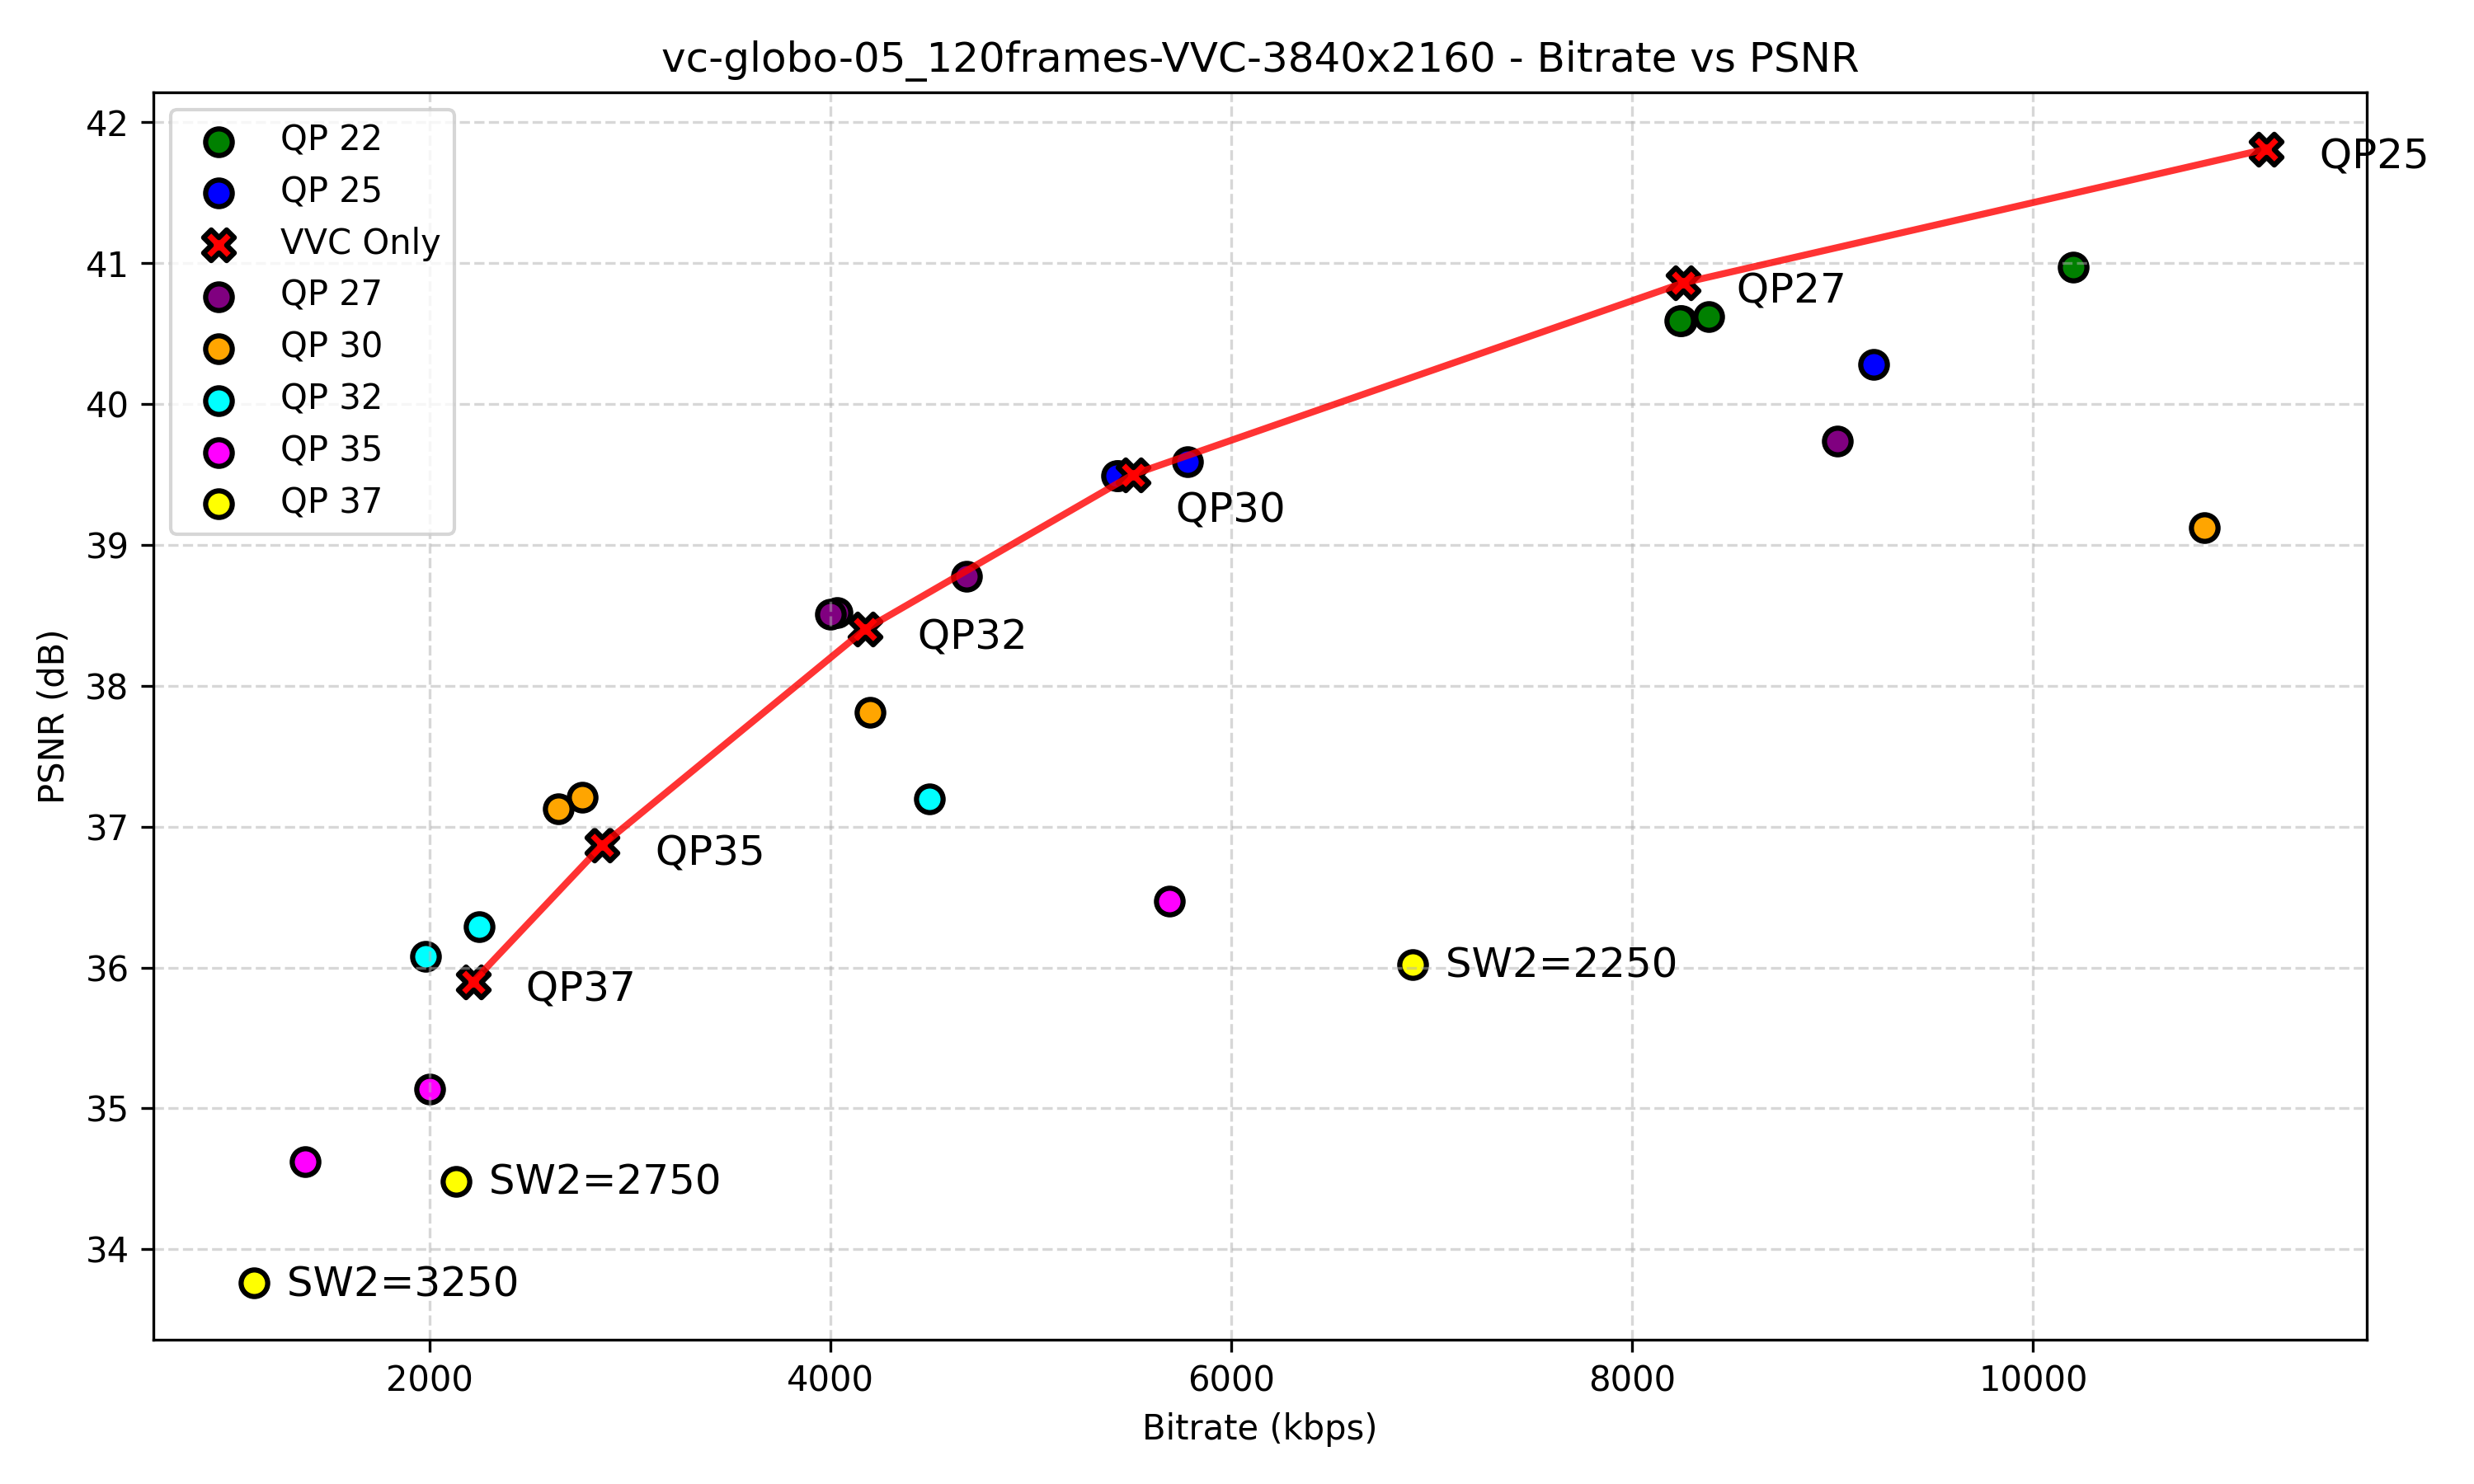 vc-globo-05_120frames-VVC-3840x2160 - Bitrate vs PSNR
QP 22
QP 25
VVC Only
QP 27
QP 30
QP 32
QP 35
QP 37
PSNR (dB)
42
41
40
39
38
37
36
35
34
QP25
QP27
QP30
QP32
QP35
QP37
SW2=2250
SW2=2750
SW2=3250
2000
4000
6000
8000
10000
Bitrate (kbps)